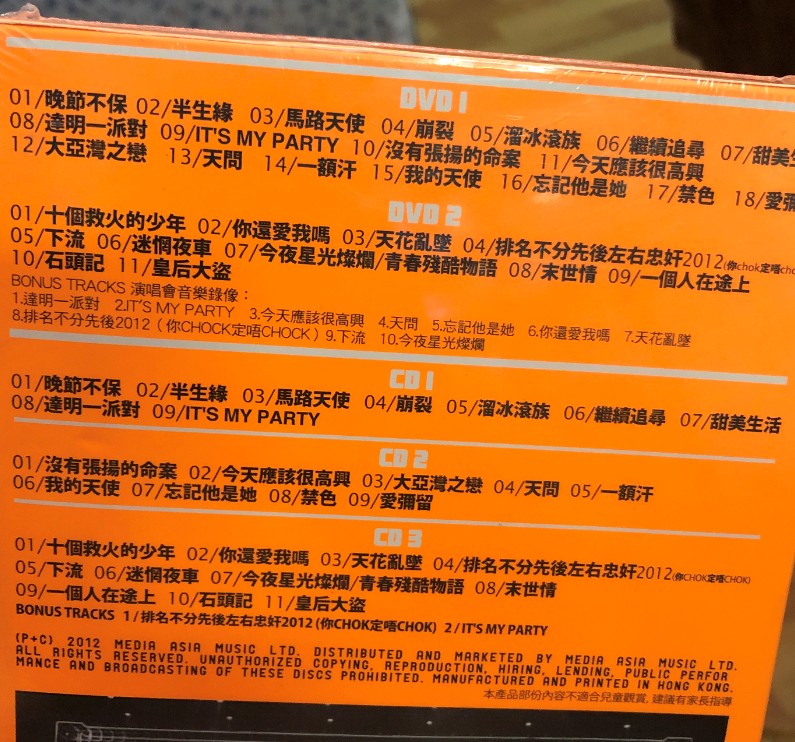 DVD 1
01/晚節不保 02/半生緣 03/馬路天使 04/崩裂 05/溜冰滾族 06/繼續追尋 07/甜美生
08/達明一派對 09/IT'S MY PARTY 10/沒有張揚的命案 11/今天應該很高興
12/大亞灣之戀 13/天問 14/一額汗 15/我的天使 16/忘記他是她 17/禁色 18/愛彌
DVD 2
01/十個救火的少年 02/你還愛我嗎 03/天花亂墜 04/排名不分先後左右忠奸2012(你chok定唔cho
05/下流 06/迷惘夜車 07/今夜星光燦爛/青春殘酷物語 08/末世情 09/一個人在途上
10/石頭記 11/皇后大盜
BONUS TRACKS 演唱會音樂錄像：
1.達明一派對 2.IT'S MY PARTY 3.今天應該很高興 4.天問 5.忘記他是她 6.你還愛我嗎 7.天花亂墜
8.排名不分先後2012（你CHOCK定唔CHOCK）9.下流 10.今夜星光燦爛
CD 1
01/晚節不保 02/半生緣 03/馬路天使 04/崩裂 05/溜冰滾族 06/繼續追尋 07/甜美生活
08/達明一派對 09/IT'S MY PARTY
CD 2
01/沒有張揚的命案 02/今天應該很高興 03/大亞灣之戀 04/天問 05/一額汗
06/我的天使 07/忘記他是她 08/禁色 09/愛彌留
CD 3
01/十個救火的少年 02/你還愛我嗎 03/天花亂墜 04/排名不分先後左右忠奸2012(你CHOK定唔CHOK)
05/下流 06/迷惘夜車 07/今夜星光燦爛/青春殘酷物語 08/末世情
09/一個人在途上 10/石頭記 11/皇后大盜
BONUS TRACKS 1/排名不分先後左右忠奸2012 (你CHOK定唔CHOK) 2/IT'S MY PARTY
(P+C) 2012 MEDIA ASIA MUSIC LTD. DISTRIBUTED AND MARKETED BY MEDIA ASIA MUSIC LTD.
ALL RIGHTS RESERVED. UNAUTHORIZED COPYING, REPRODUCTION, HIRING, LENDING, PUBLIC PERFOR
MANCE AND BROADCASTING OF THESE DISCS PROHIBITED. MANUFACTURED AND PRINTED IN HONG KONG.
本產品部份內容不適合兒童觀賞, 建議有家長指導